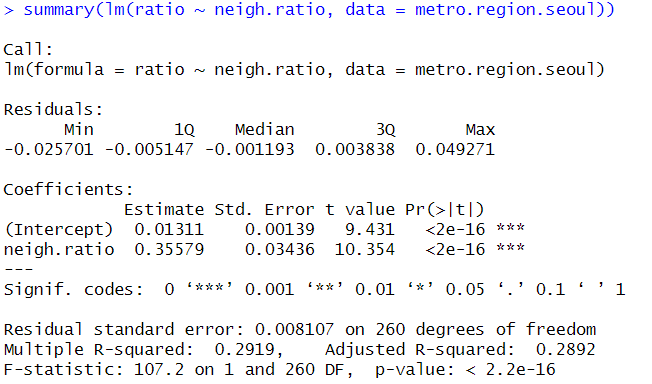 > summary(lm(ratio ~ neigh.ratio, data = metro.region.seoul))
Call:
lm(formula = ratio ~ neigh.ratio, data = metro.region.seoul)
Residuals:
Min 1Q Median 3Q Max
-0.025701 -0.005147 -0.001193 0.003838 0.049271
Coefficients:
Estimate Std. Error t value Pr(>|t|)
(Intercept) 0.01311 0.00139 9.431 <2e-16 ***
neigh.ratio 0.35579 0.03436 10.354 <2e-16 ***
---
Signif. codes: 0 ‘***’ 0.001 ‘**’ 0.01 ‘*’ 0.05 ‘.’ 0.1 ‘ ’ 1
Residual standard error: 0.008107 on 260 degrees of freedom
Multiple R-squared: 0.2919, Adjusted R-squared: 0.2892
F-statistic: 107.2 on 1 and 260 DF, p-value: < 2.2e-16